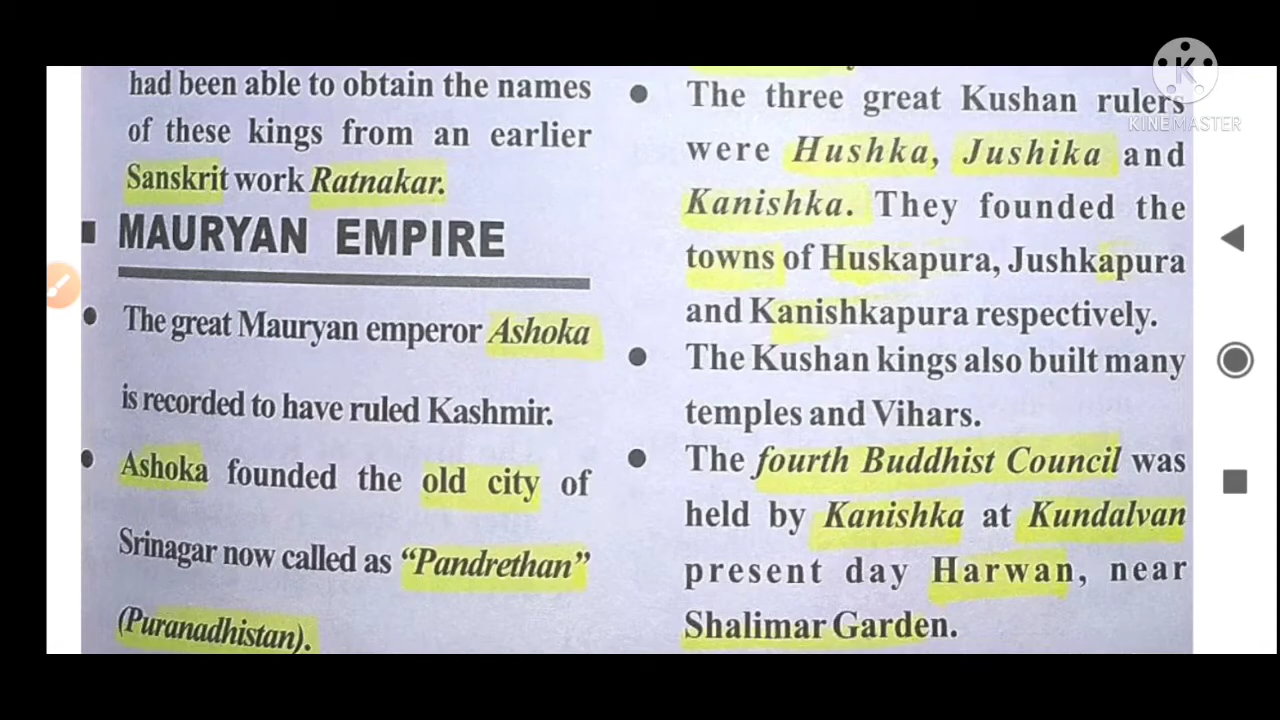 had been able to obtain the names
of these kings from an earlier
Sanskrit work Ratnakar.
MAURYAN EMPIRE
• The great Mauryan emperor Ashoka
is recorded to have ruled Kashmir.
• Ashoka founded the old city of
Srinagar now called as “Pandrethan”
(Puranadhistan).
• The three great Kushan rulers
were Hushka, Jushika and
Kanishka. They founded the
towns of Huskapura, Jushkapura
and Kanishkapura respectively.
• The Kushan kings also built many
temples and Vihars.
• The fourth Buddhist Council was
held by Kanishka at Kundalvan
present day Harwan, near
Shalimar Garden.
K
KINEMASTER